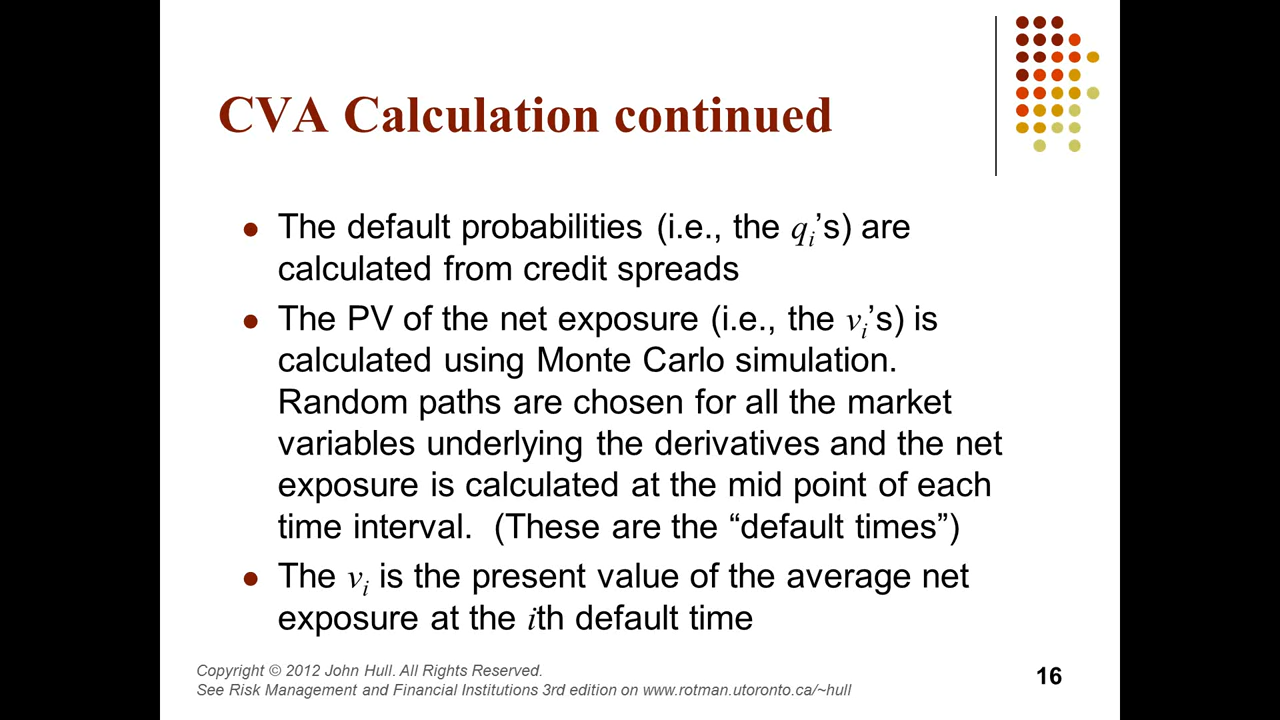 CVA Calculation continued
The default probabilities (i.e., the qi’s) are
calculated from credit spreads
The PV of the net exposure (i.e., the vi’s) is
calculated using Monte Carlo simulation.
Random paths are chosen for all the market
variables underlying the derivatives and the net
exposure is calculated at the mid point of each
time interval. (These are the “default times”)
The vi is the present value of the average net
exposure at the ith default time
Copyright © 2012 John Hull. All Rights Reserved.
See Risk Management and Financial Institutions 3rd edition on www.rotman.utoronto.ca/~hull
16